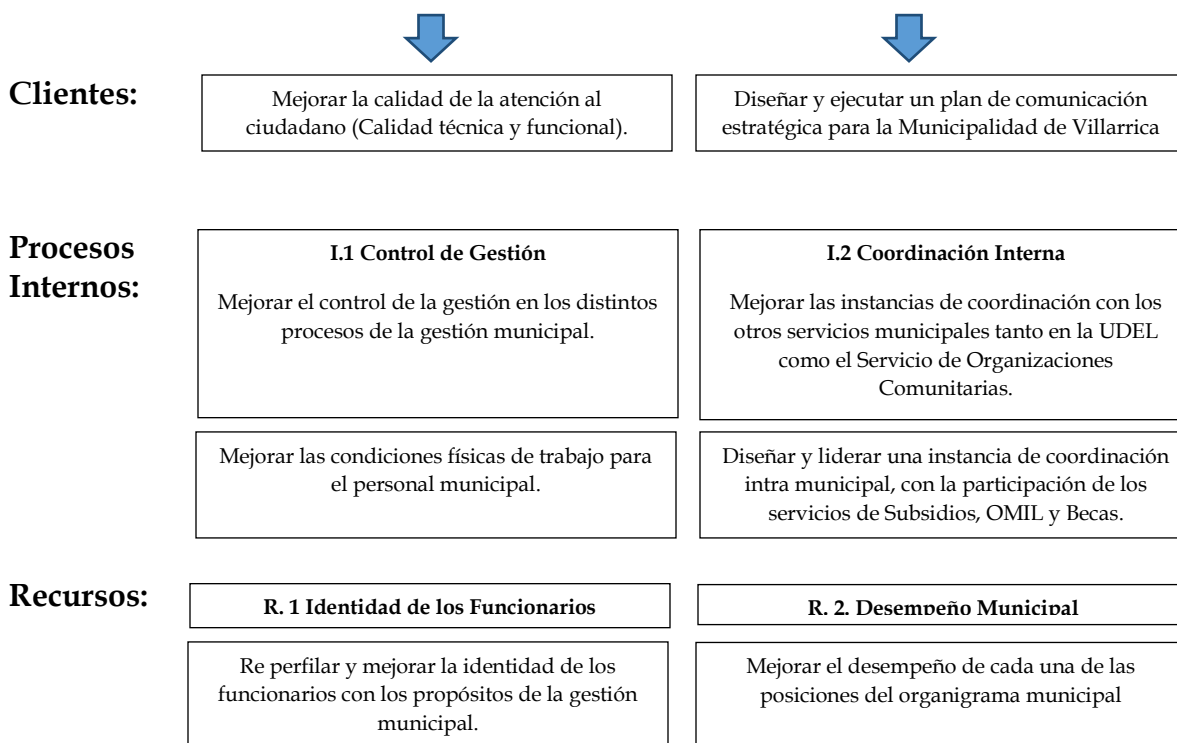 Clientes:
Mejorar la calidad de la atención al
ciudadano (Calidad técnica y funcional).
Diseñar y ejecutar un plan de comunicación
estratégica para la Municipalidad de Villarrica
Procesos
Internos:
I.1 Control de Gestión
Mejorar el control de la gestión en los distintos
procesos de la gestión municipal.
I.2 Coordinación Interna
Mejorar las instancias de coordinación con los
otros servicios municipales tanto en la UDEL
como el Servicio de Organizaciones
Comunitarias.
Mejorar las condiciones físicas de trabajo para
el personal municipal.
Diseñar y liderar una instancia de coordinación
intra municipal, con la participación de los
servicios de Subsidios, OMIL y Becas.
Recursos:
R. 1 Identidad de los Funcionarios
R. 2. Desempeño Municipal
Re perfilar y mejorar la identidad de los
funcionarios con los propósitos de la gestión
municipal.
Mejorar el desempeño de cada una de las
posiciones del organigrama municipal